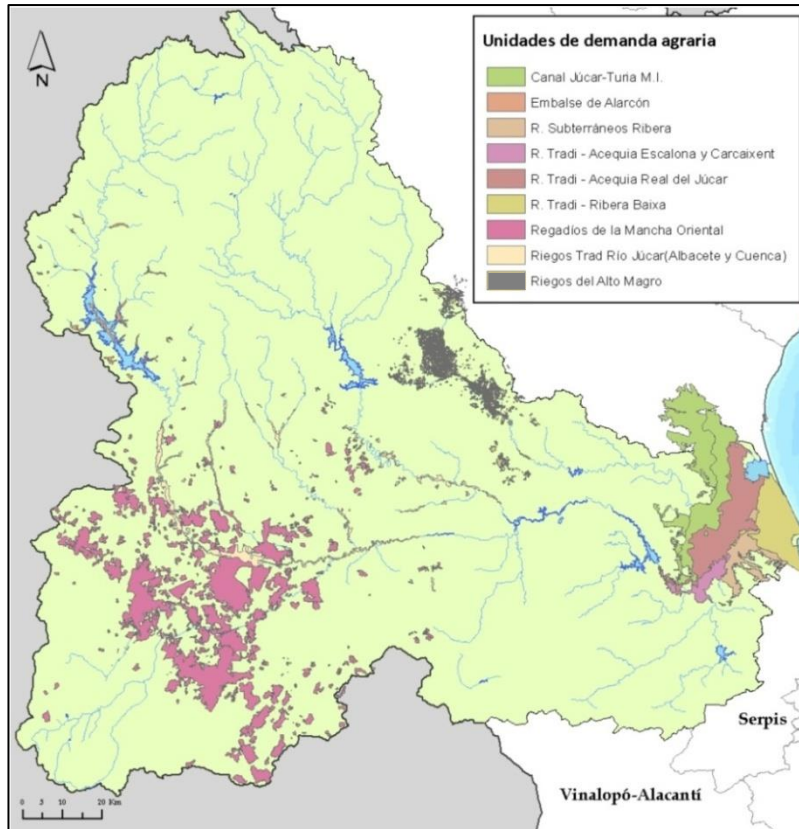 N
Unidades de demanda agraria
Canal Júcar-Turia M.I.
Embalse de Alarcón
R. Subterráneos Ribera
R. Tradi - Acequia Escalona y Carcaixent
R. Tradi - Acequia Real del Júcar
R. Tradi - Ribera Baixa
Regadíos de la Mancha Oriental
Riegos Trad Río Júcar(Albacete y Cuenca)
Riegos del Alto Magro
Serpis
Vinalopó-Alacantí
0 5 10 20 Km